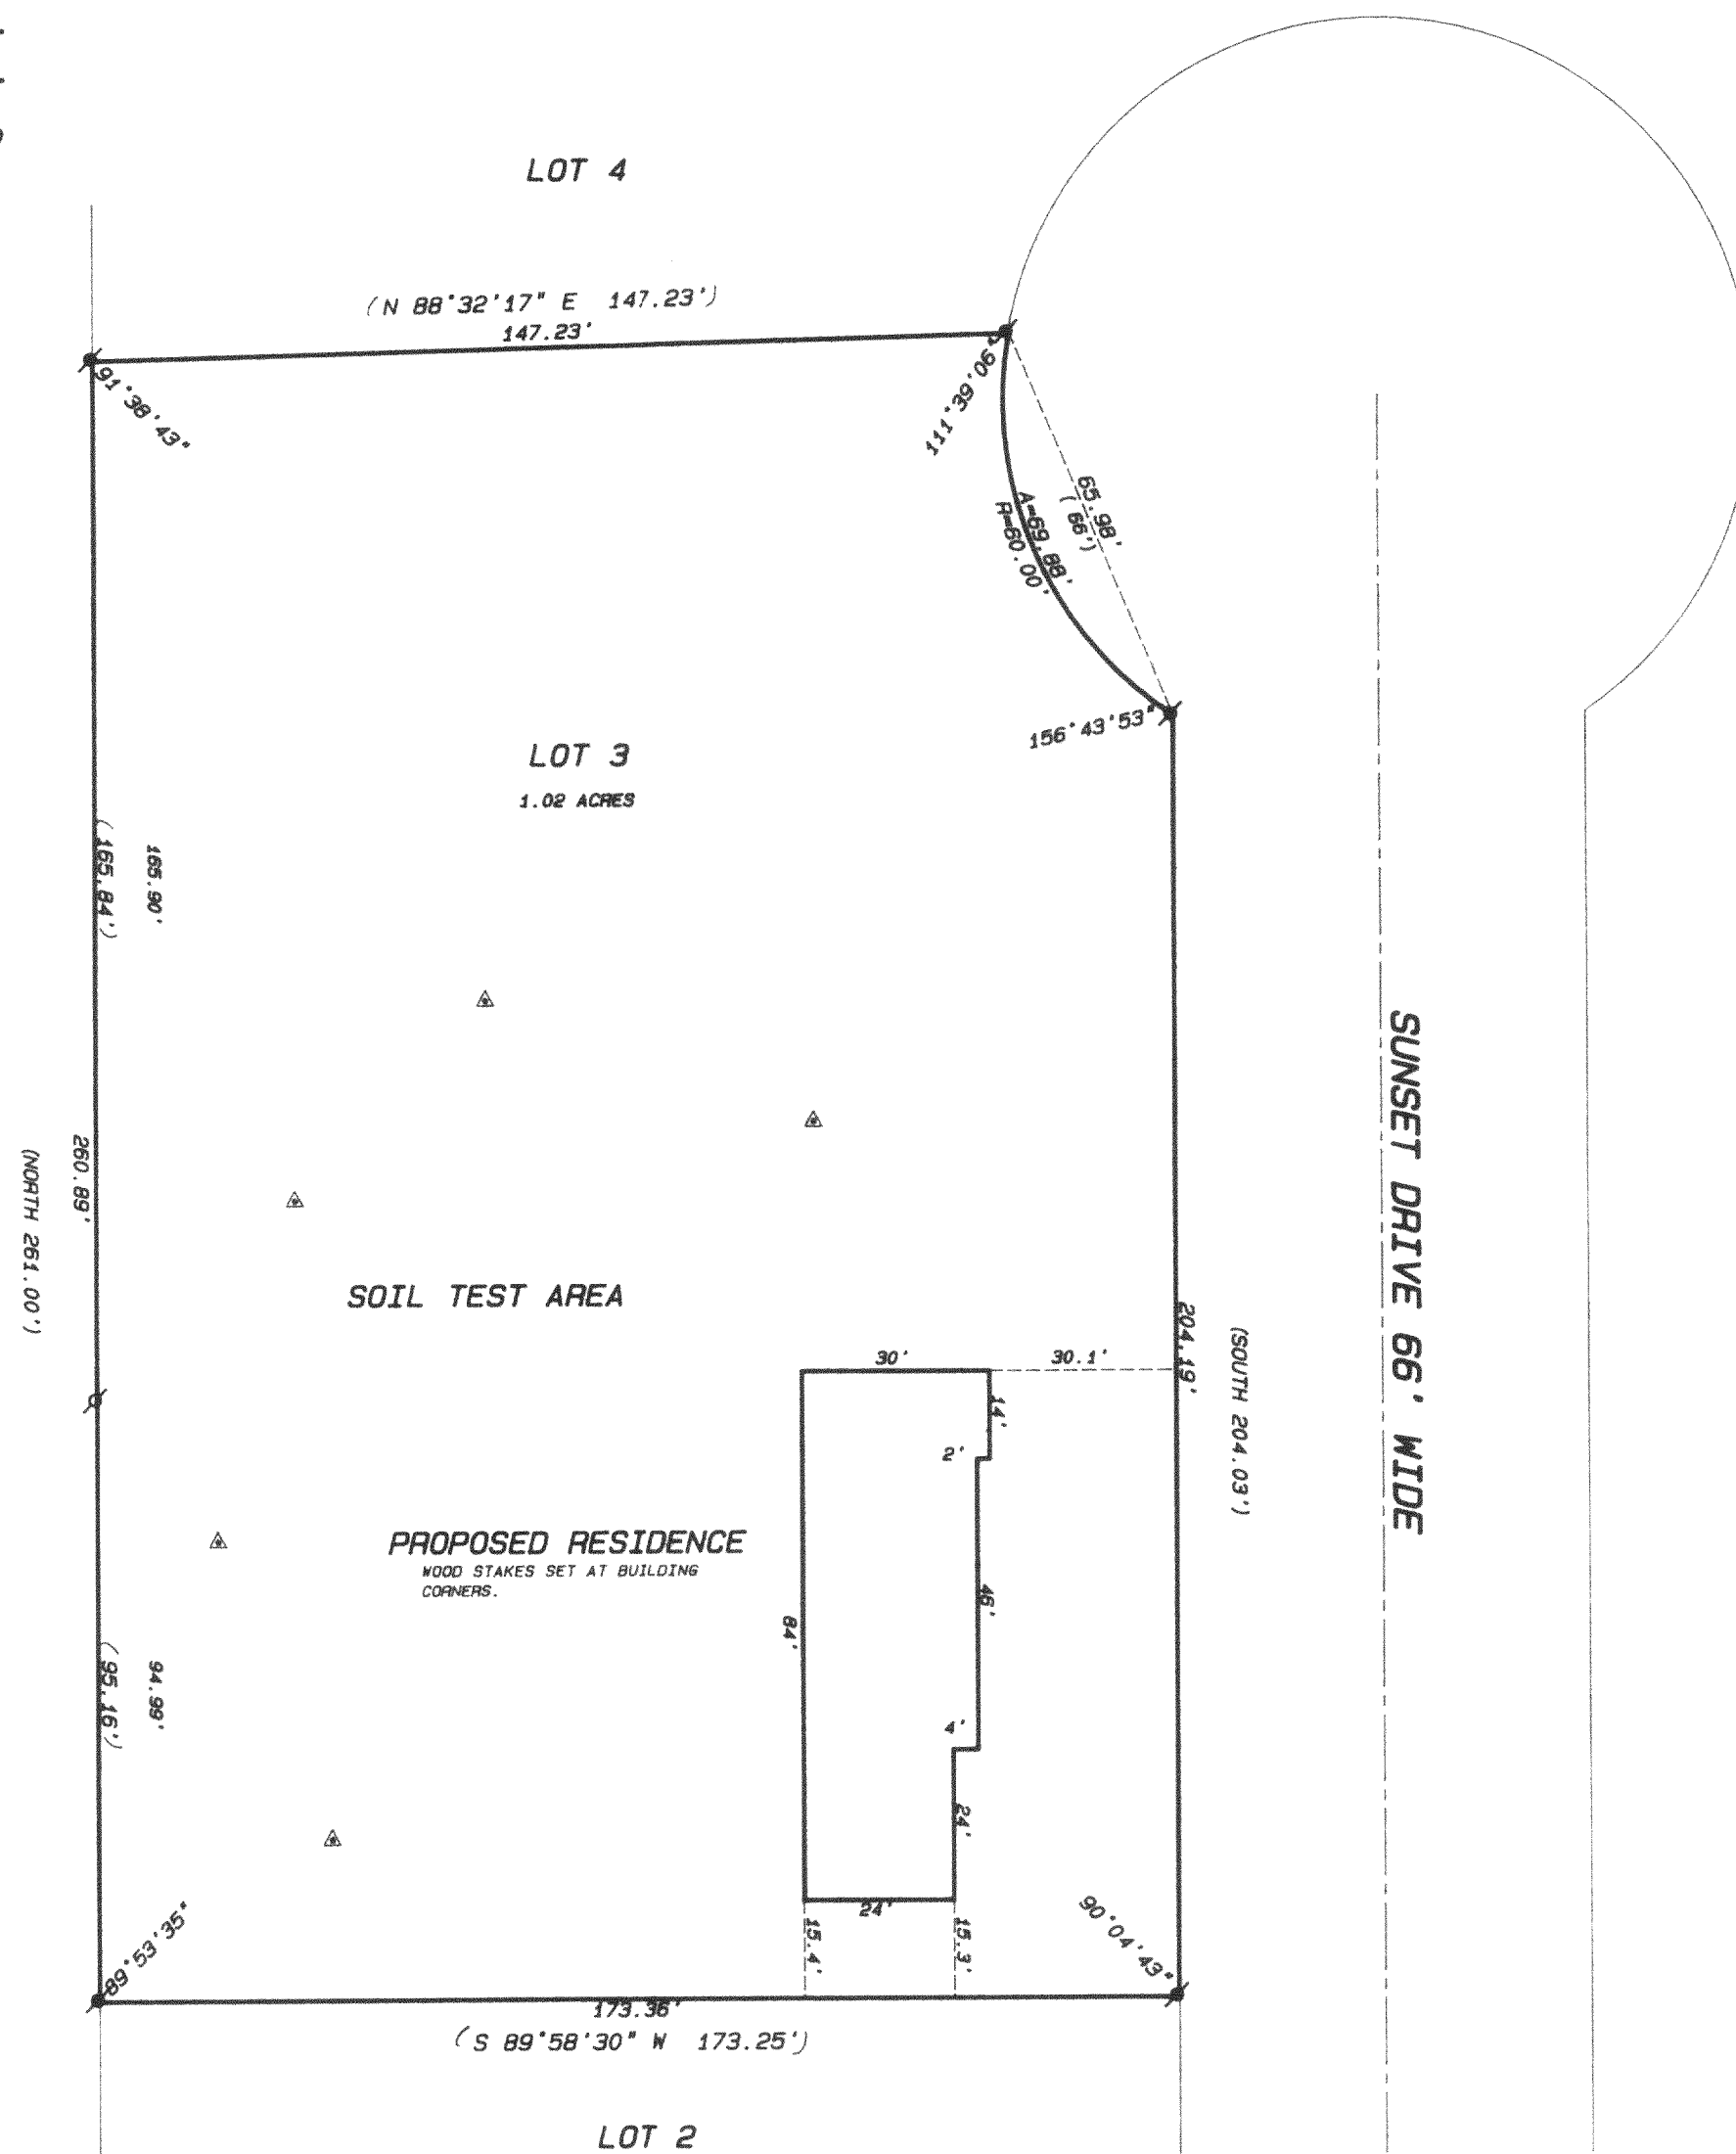 LOT 4
(N 88°32'17" E 147.23')
147.23'
91°38'43"
111°39'06"
65.98'
(66')
A=69.88'
R=60.00'
156°43'53"
LOT 3
1.02 ACRES
165.90'
(165.84')
SUNSET DRIVE 66' WIDE
260.89'
(NORTH 261.00')
SOIL TEST AREA
204.19'
(SOUTH 204.03')
30'
30.1'
14'
2'
PROPOSED RESIDENCE
WOOD STAKES SET AT BUILDING
CORNERS.
46'
84'
94.99'
(95.16')
4'
24'
24'
15.4'
15.3'
89°53'35"
90°04'43"
173.36'
(S 89°58'30" W 173.25')
LOT 2